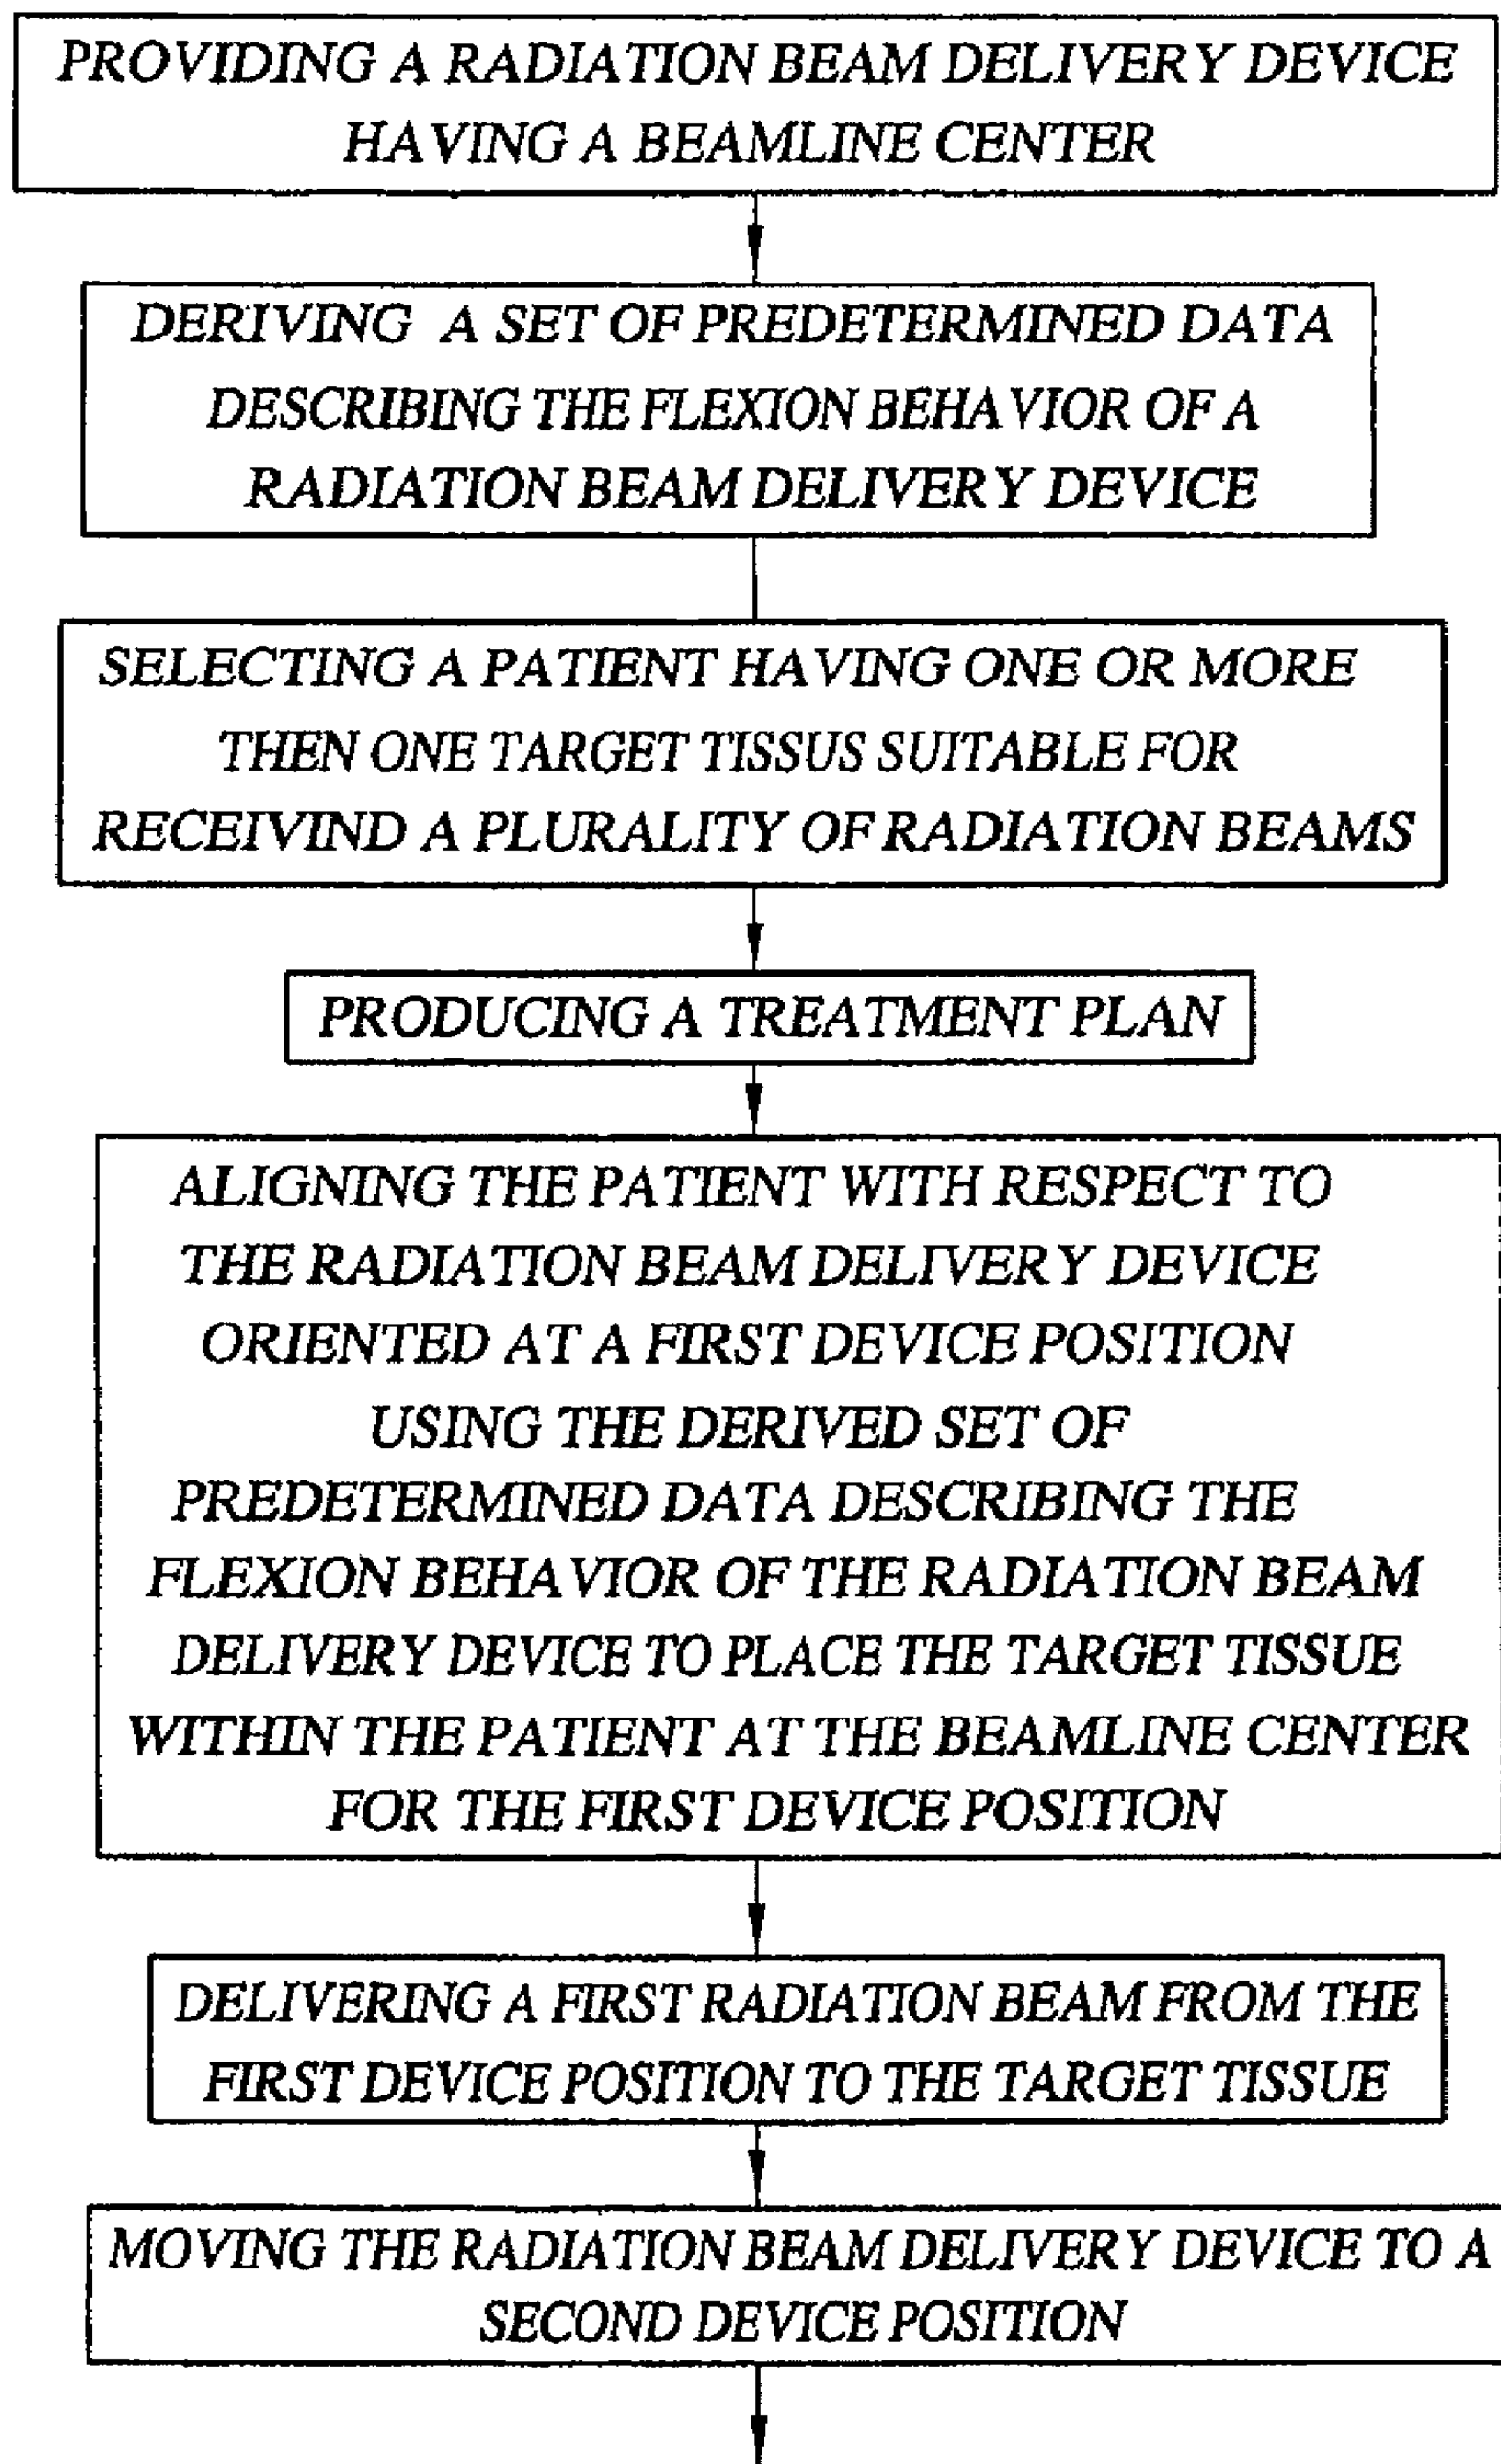 PROVIDING A RADIATION BEAM DELIVERY DEVICE
HAVING A BEAMLINE CENTER
DERIVING A SET OF PREDETERMINED DATA
DESCRIBING THE FLEXION BEHAVIOR OF A
RADIATION BEAM DELIVERY DEVICE
SELECTING A PATIENT HAVING ONE OR MORE
THEN ONE TARGET TISSUS SUITABLE FOR
RECEIVIND A PLURALITY OF RADIATION BEAMS
PRODUCING A TREATMENT PLAN
ALIGNING THE PATIENT WITH RESPECT TO
THE RADIATION BEAM DELIVERY DEVICE
ORIENTED AT A FIRST DEVICE POSITION
USING THE DERIVED SET OF
PREDETERMINED DATA DESCRIBING THE
FLEXION BEHAVIOR OF THE RADIATION BEAM
DELIVERY DEVICE TO PLACE THE TARGET TISSUE
WITHIN THE PATIENT AT THE BEAMLINE CENTER
FOR THE FIRST DEVICE POSITION
DELIVERING A FIRST RADIATION BEAM FROM THE
FIRST DEVICE POSITION TO THE TARGET TISSUE
MOVING THE RADIATION BEAM DELIVERY DEVICE TO A
SECOND DEVICE POSITION